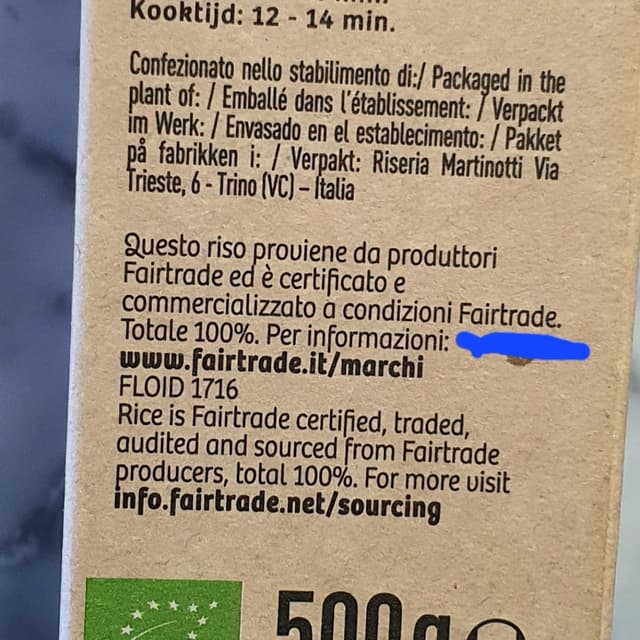 Kooktijd: 12 - 14 min.
Confezionato nello stabilimento di:/ Packaged in the
plant of: / Emballé dans l'établissement: / Verpackt
im Werk: / Envasado en el establecimento: / Pakket
på fabrikken i: / Verpakt: Riseria Martinotti Via
Trieste, 6 - Trino (VC) – Italia
Questo riso proviene da produttori
Fairtrade ed è certificato e
commercializzato a condizioni Fairtrade.
Totale 100%. Per informazioni:
www.fairtrade.it/marchi
FLOID 1716
Rice is Fairtrade certified, traded,
audited and sourced from Fairtrade
producers, total 100%. For more visit
info.fairtrade.net/sourcing
500g